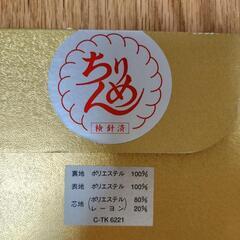 ちりめん
検針済
裏地 ポリエステル 100%
表地 ポリエステル 100%
芯地 (ポリエステル 80%
レーヨン) 20%
C-TK 6221